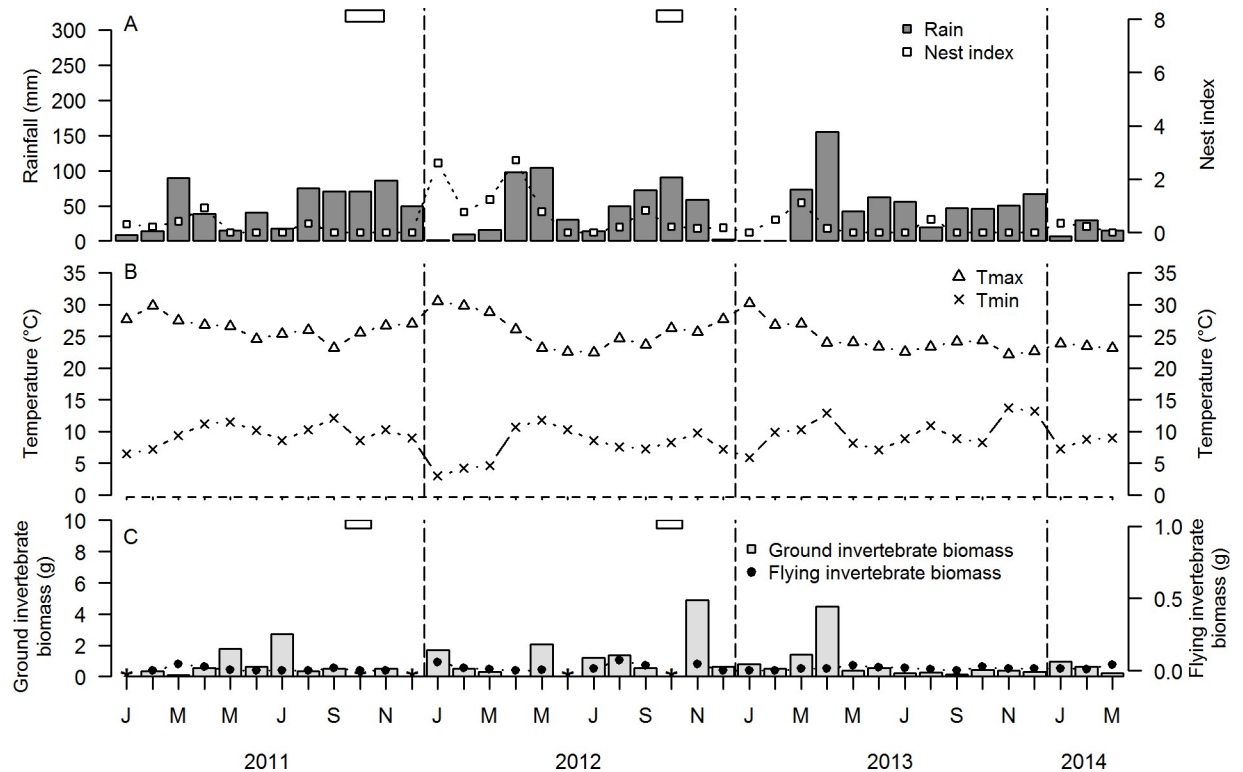 A
300
250
200
150
100
50
0
Rainfall (mm)
Rain
Nest index
8
6
4
2
0
Nest index
B
35
30
25
20
15
10
5
0
Temperature (°C)
Tmax
Tmin
35
30
25
20
15
10
5
0
Temperature (°C)
C
10
8
6
4
2
0
Ground invertebrate
biomass (g)
Ground invertebrate biomass
Flying invertebrate biomass
1.0
0.5
0.0
Flying invertebrate
biomass (g)
J M M J S N J M M J S N J M M J S N J M
2011 2012 2013 2014